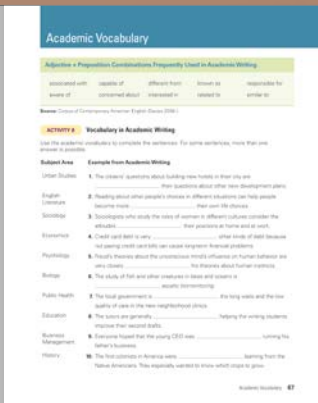 Academic Vocabulary
Adjective + Preposition Combinations Frequently Used in Academic Writing
associated with capable of different from known as responsible for
aware of concerned about interested in related to similar to
Source: Corpus of Contemporary American English (Davies 2008-)
ACTIVITY 8 Vocabulary in Academic Writing
Use the academic vocabulary to complete the sentences. For some sentences, more than one
answer is possible.
Subject Area Example from Academic Writing
Urban Studies 1. The citizens' questions about building new hotels in their city are
their questions about other new development plans.
English 2. Reading about other people's choices in different situations can help people
Literature become more their own life choices.
Sociology 3. Sociologists who study the roles of women in different cultures consider the
attitudes their positions at home and at work.
Economics 4. Credit card debt is very other kinds of debt because
not paying credit card bills can cause long-term financial problems.
Psychology 5. Freud's theories about the unconscious mind's influence on human behavior are
very closely his theories about human instincts.
Biology 6. The study of fish and other creatures in lakes and oceans is
usually biomonitoring.
Public Health 7. The local government is the long waits and the low
quality of care in the new neighborhood clinics.
Education 8. The tutors are generally helping the writing students
improve their second drafts.
Business 9. Everyone hoped that the young CEO was running his
Management father's business.
History 10. The first colonists in America were learning from the
Native Americans. They especially wanted to know which crops to grow.
Academic Vocabulary 67